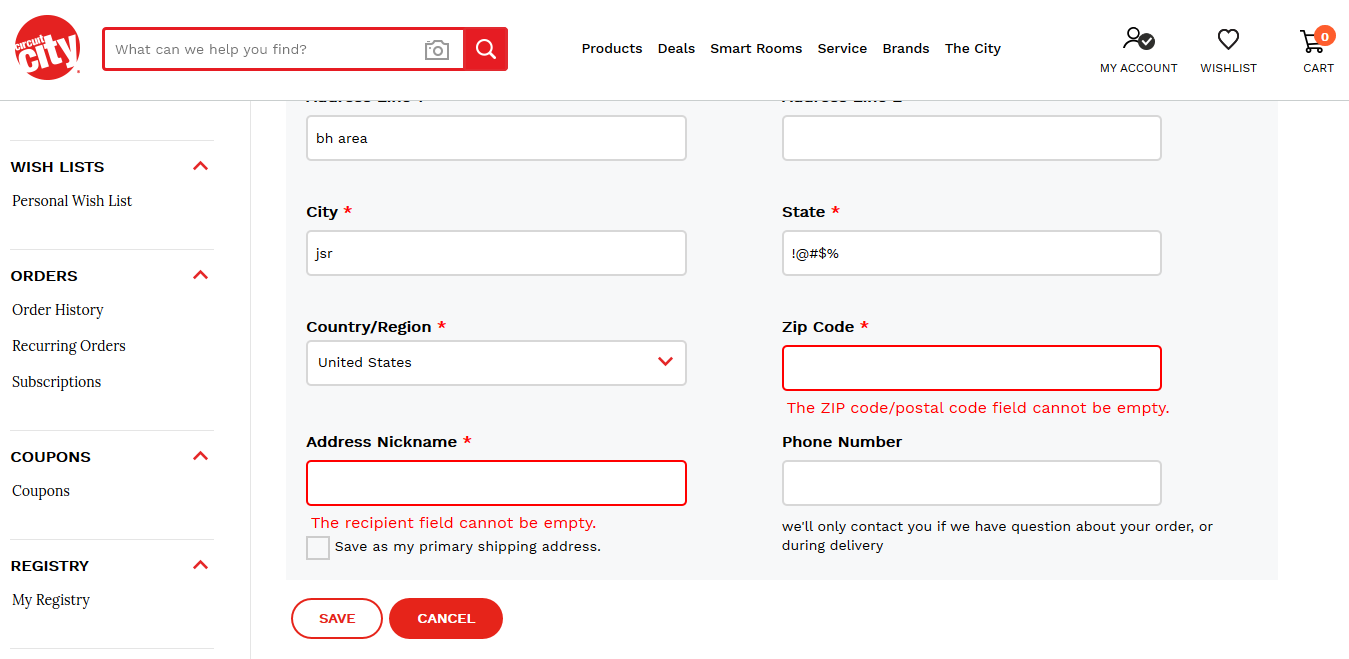 circuit city
What can we help you find?
Products Deals Smart Rooms Service Brands The City
MY ACCOUNT
WISHLIST
0
CART
WISH LISTS
Personal Wish List
ORDERS
Order History
Recurring Orders
Subscriptions
COUPONS
Coupons
REGISTRY
My Registry
bh area
City *
jsr
State *
!@#$%
Country/Region *
United States
Zip Code *
The ZIP code/postal code field cannot be empty.
Address Nickname *
The recipient field cannot be empty.
Save as my primary shipping address.
Phone Number
we'll only contact you if we have question about your order, or
during delivery
SAVE
CANCEL